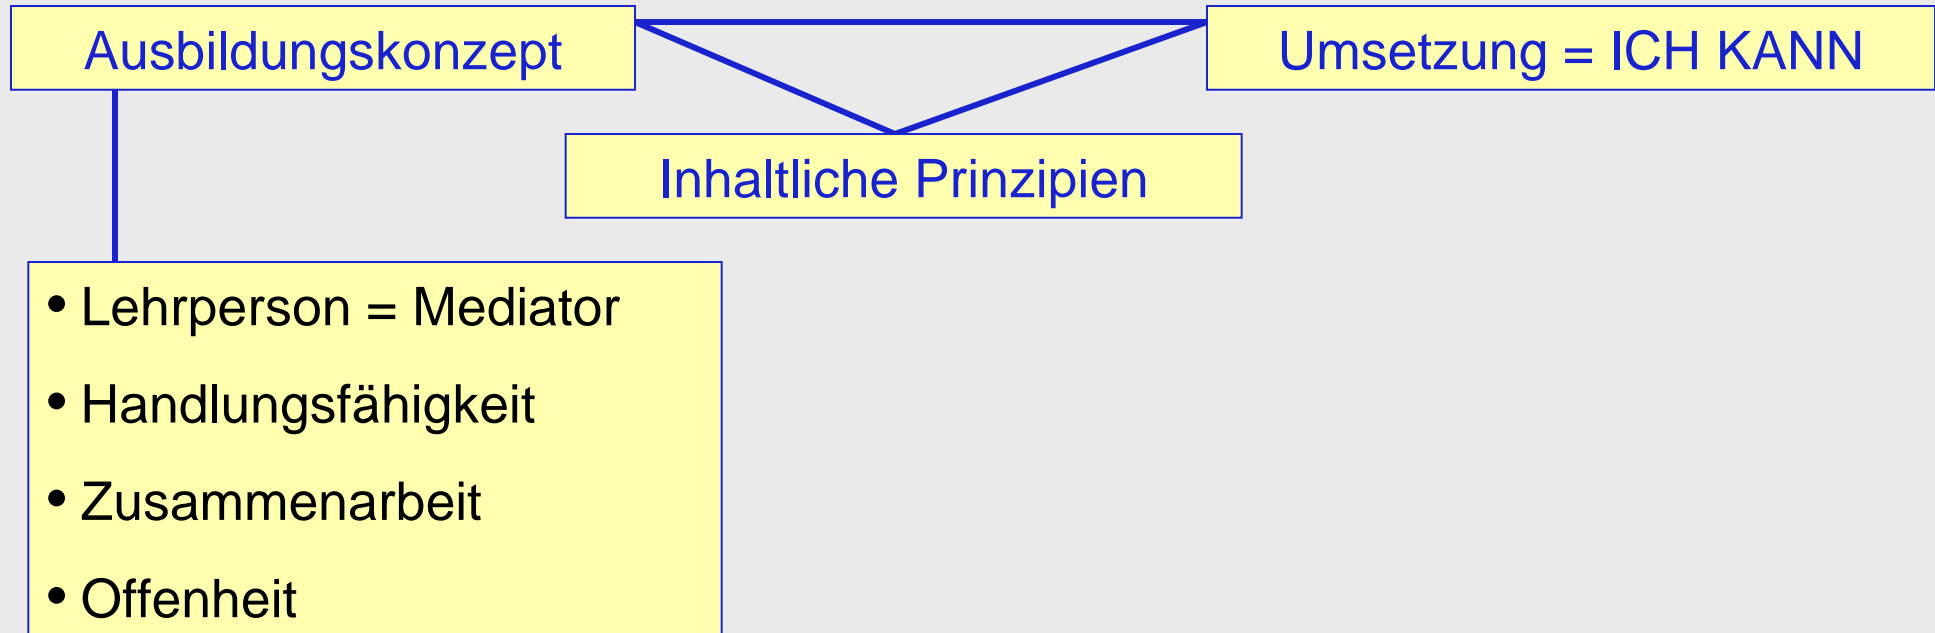 Ausbildungskonzept
Umsetzung = ICH KANN
Inhaltliche Prinzipien
• Lehrperson = Mediator
• Handlungsfähigkeit
• Zusammenarbeit
• Offenheit